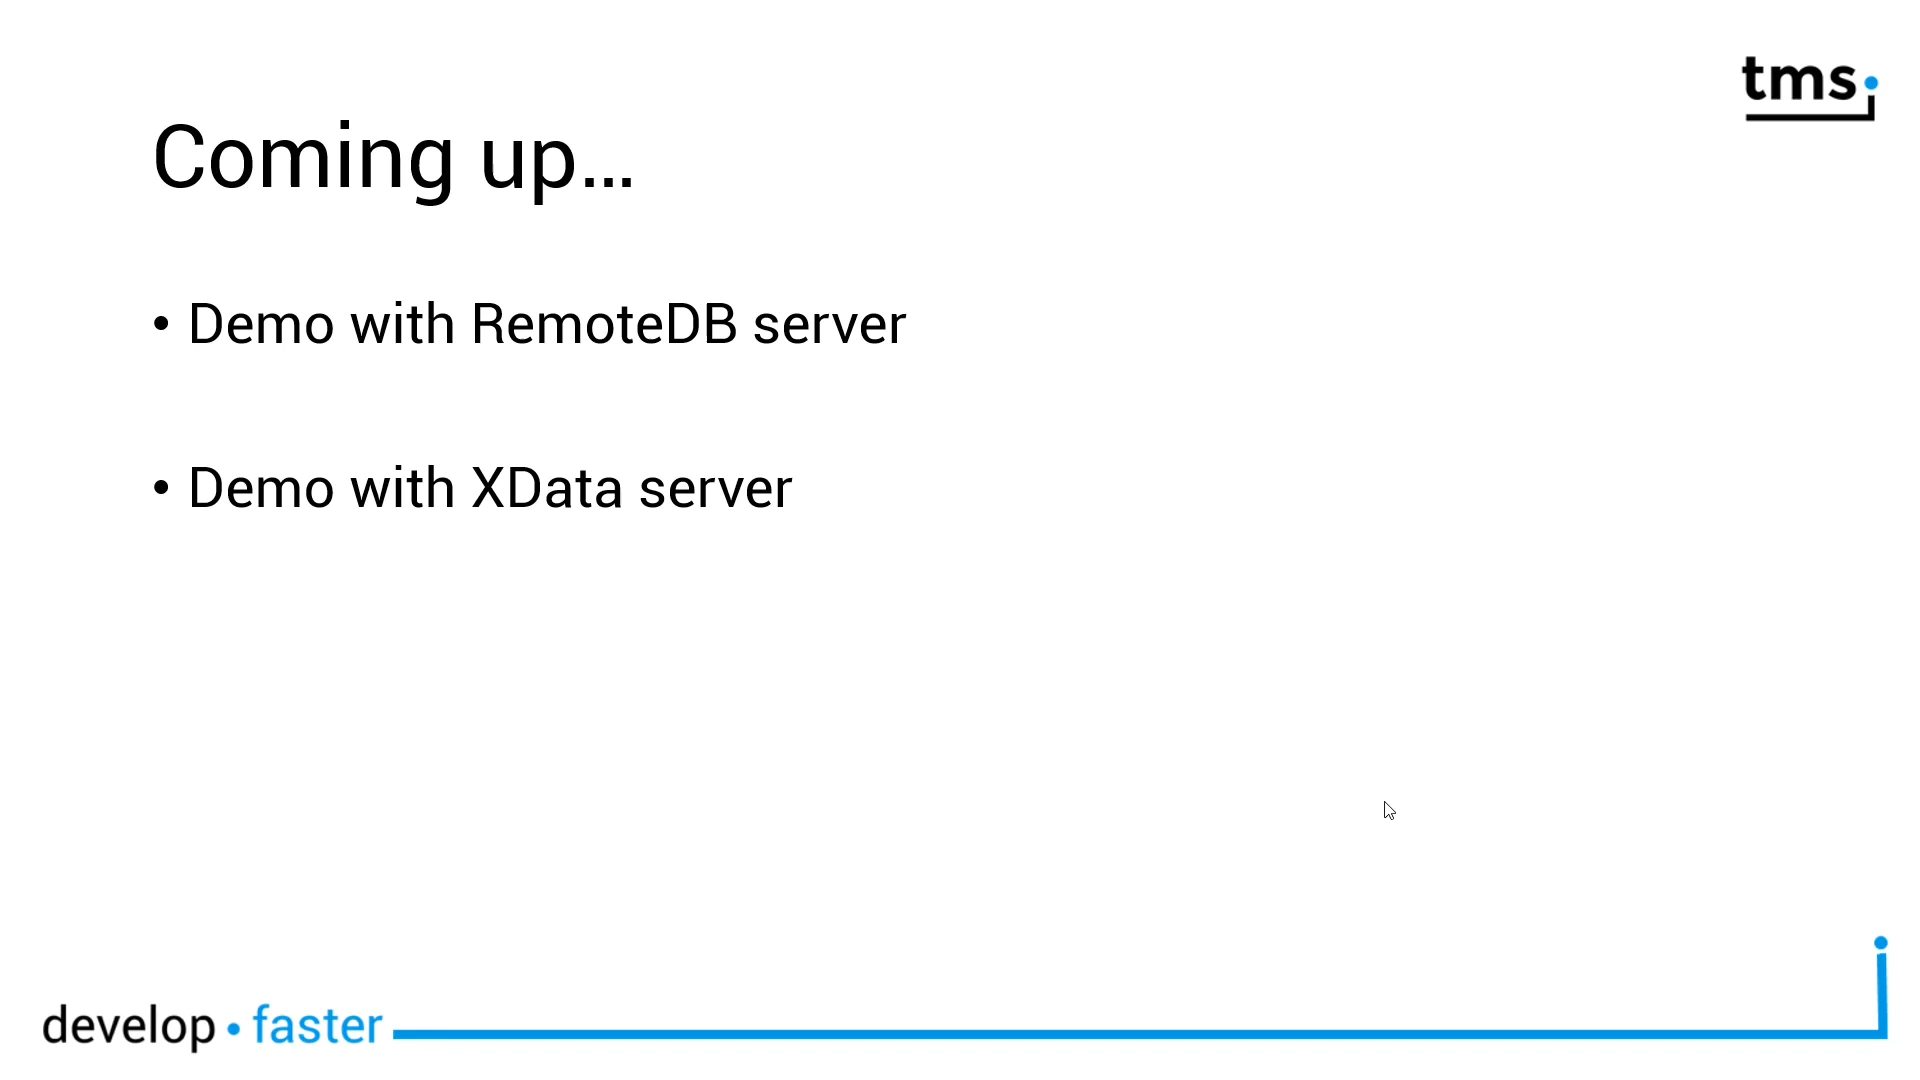 tms
Coming up...
• Demo with RemoteDB server
• Demo with XData server
develop • faster